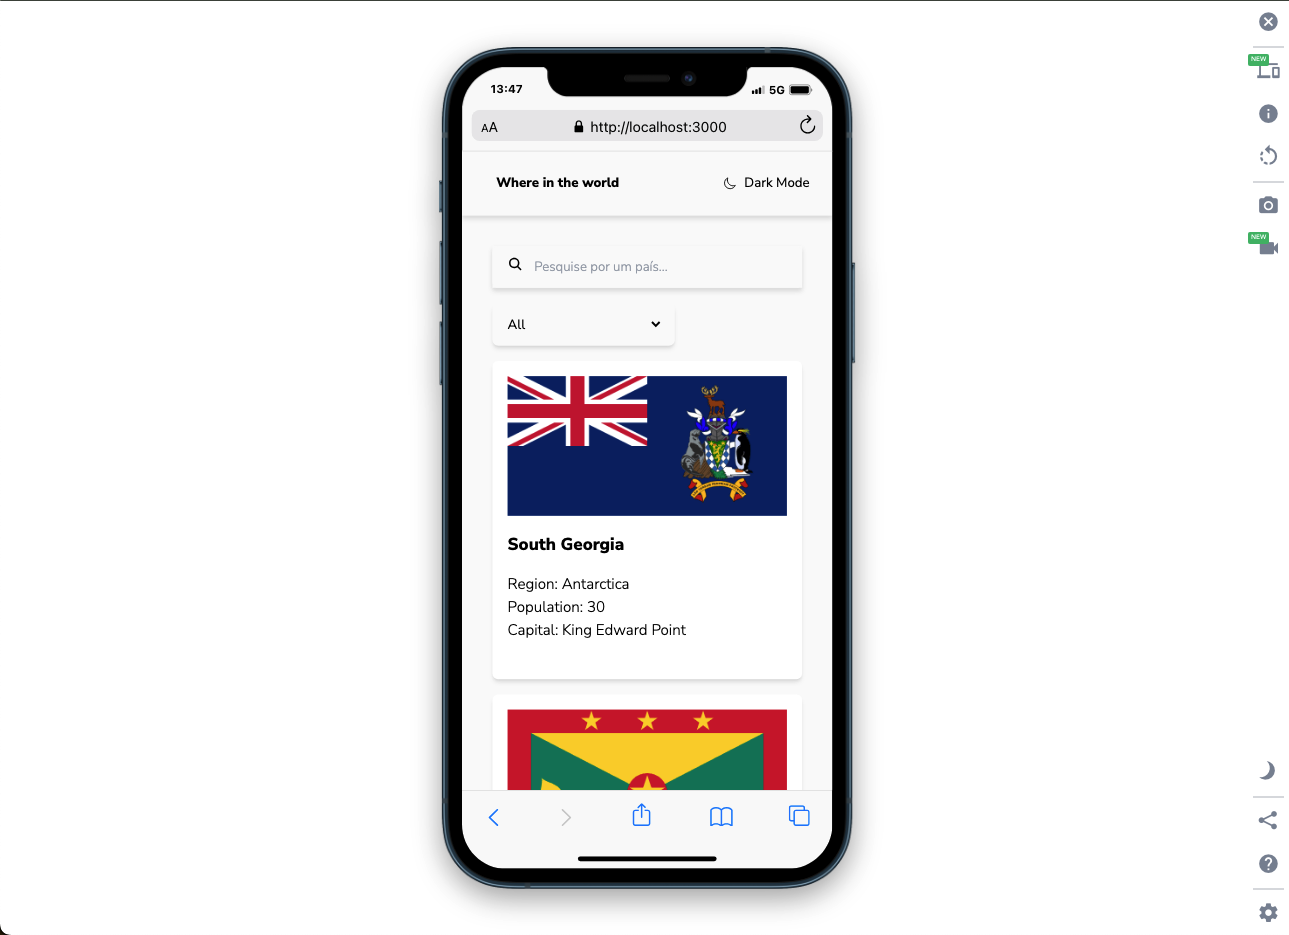 13:47
5G
AA
http://localhost:3000
Where in the world
Dark Mode
Pesquise por um país...
All
South Georgia
Region: Antarctica
Population: 30
Capital: King Edward Point
NEW
NEW